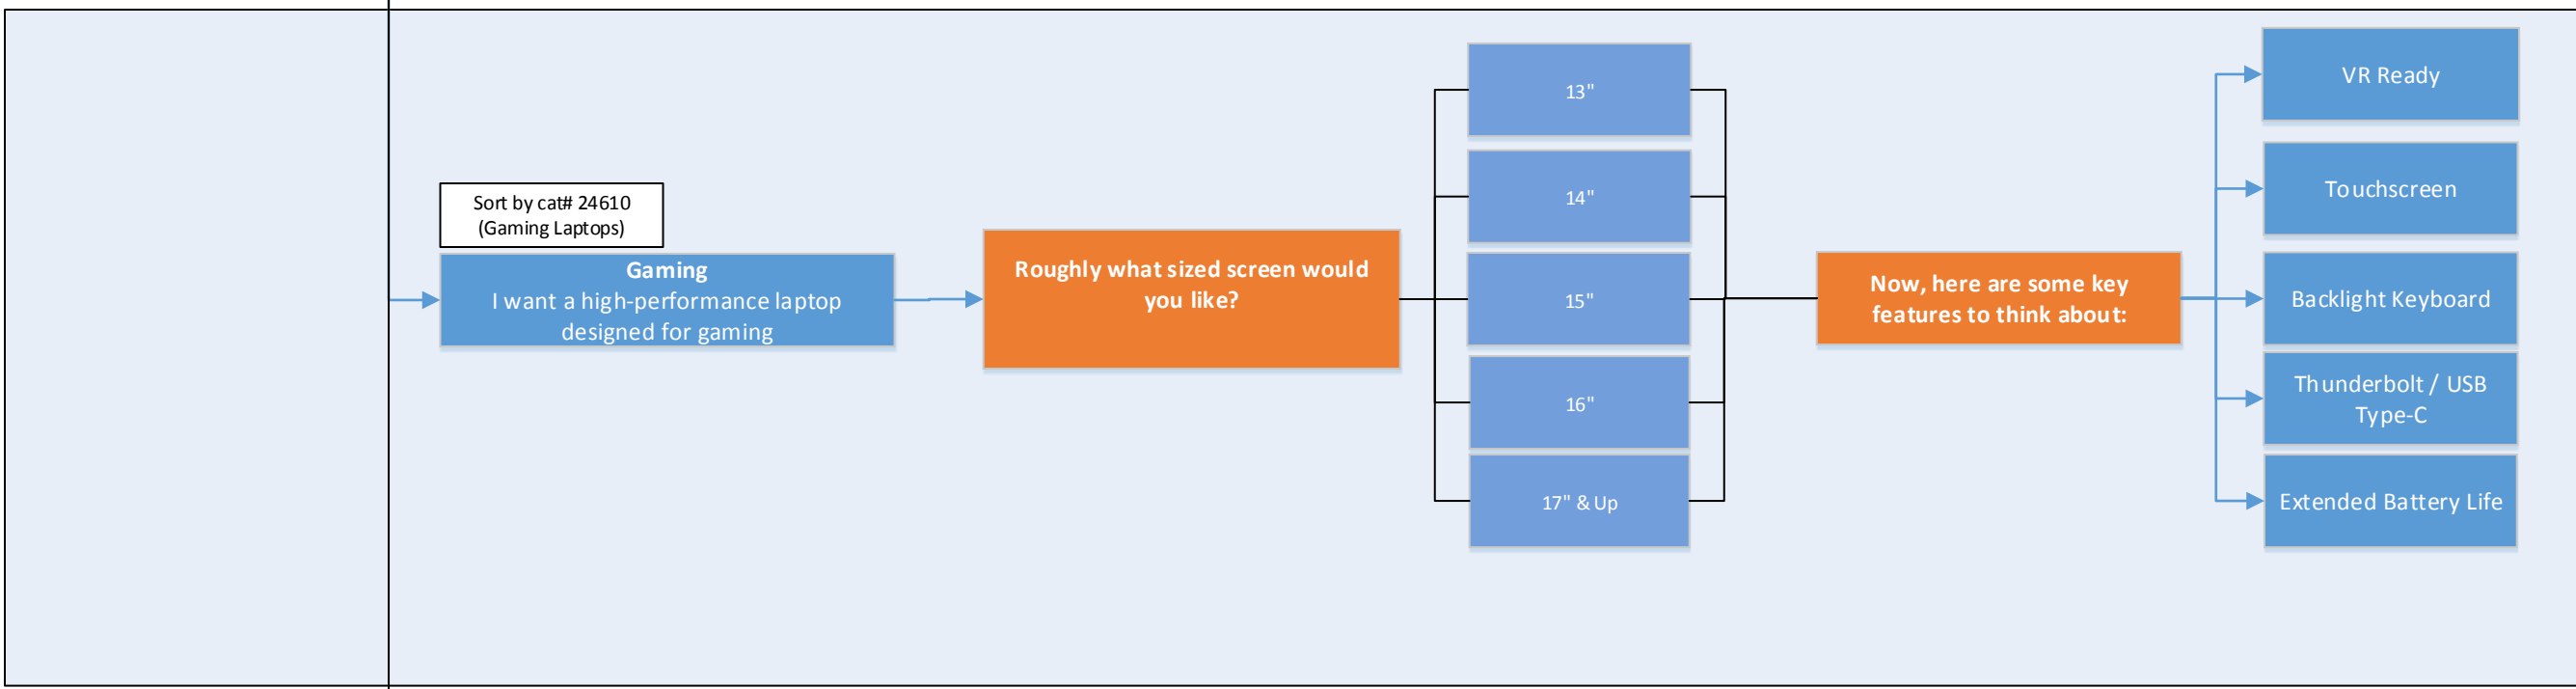 Sort by cat# 24610
(Gaming Laptops)
Gaming
I want a high-performance laptop
designed for gaming
Roughly what sized screen would
you like?
13"
14"
15"
16"
17" & Up
Now, here are some key
features to think about:
VR Ready
Touchscreen
Backlight Keyboard
Thunderbolt / USB
Type-C
Extended Battery Life